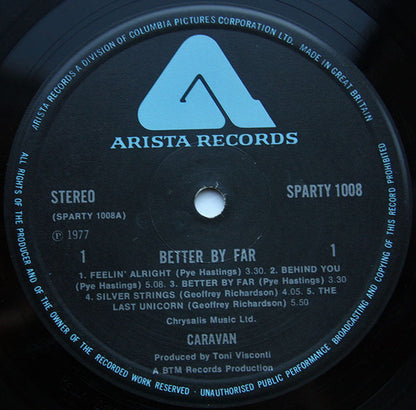 ARISTA RECORDS A DIVISION OF COLUMBIA PICTURES CORPORATION LTD. MADE IN GREAT BRITAIN
ARISTA RECORDS
STEREO
SPARTY 1008
(SPARTY 1008A)
℗ 1977
1 BETTER BY FAR 1
1. FEELIN' ALRIGHT (Pye Hastings) 3.30. 2. BEHIND YOU
(Pye Hastings) 5.08. 3. BETTER BY FAR (Pye Hastings) 3.30
4. SILVER STRINGS (Geoffrey Richardson) 4.05. 5. THE
LAST UNICORN (Geoffrey Richardson) 5.50
Chrysalis Music Ltd.
CARAVAN
Produced by Toni Visconti
A BTM Records Production
ALL RIGHTS OF THE PRODUCER AND OF THE OWNER OF THE RECORDED WORK RESERVED · UNAUTHORISED PUBLIC PERFORMANCE BROADCASTING AND COPYING OF THIS RECORD PROHIBITED